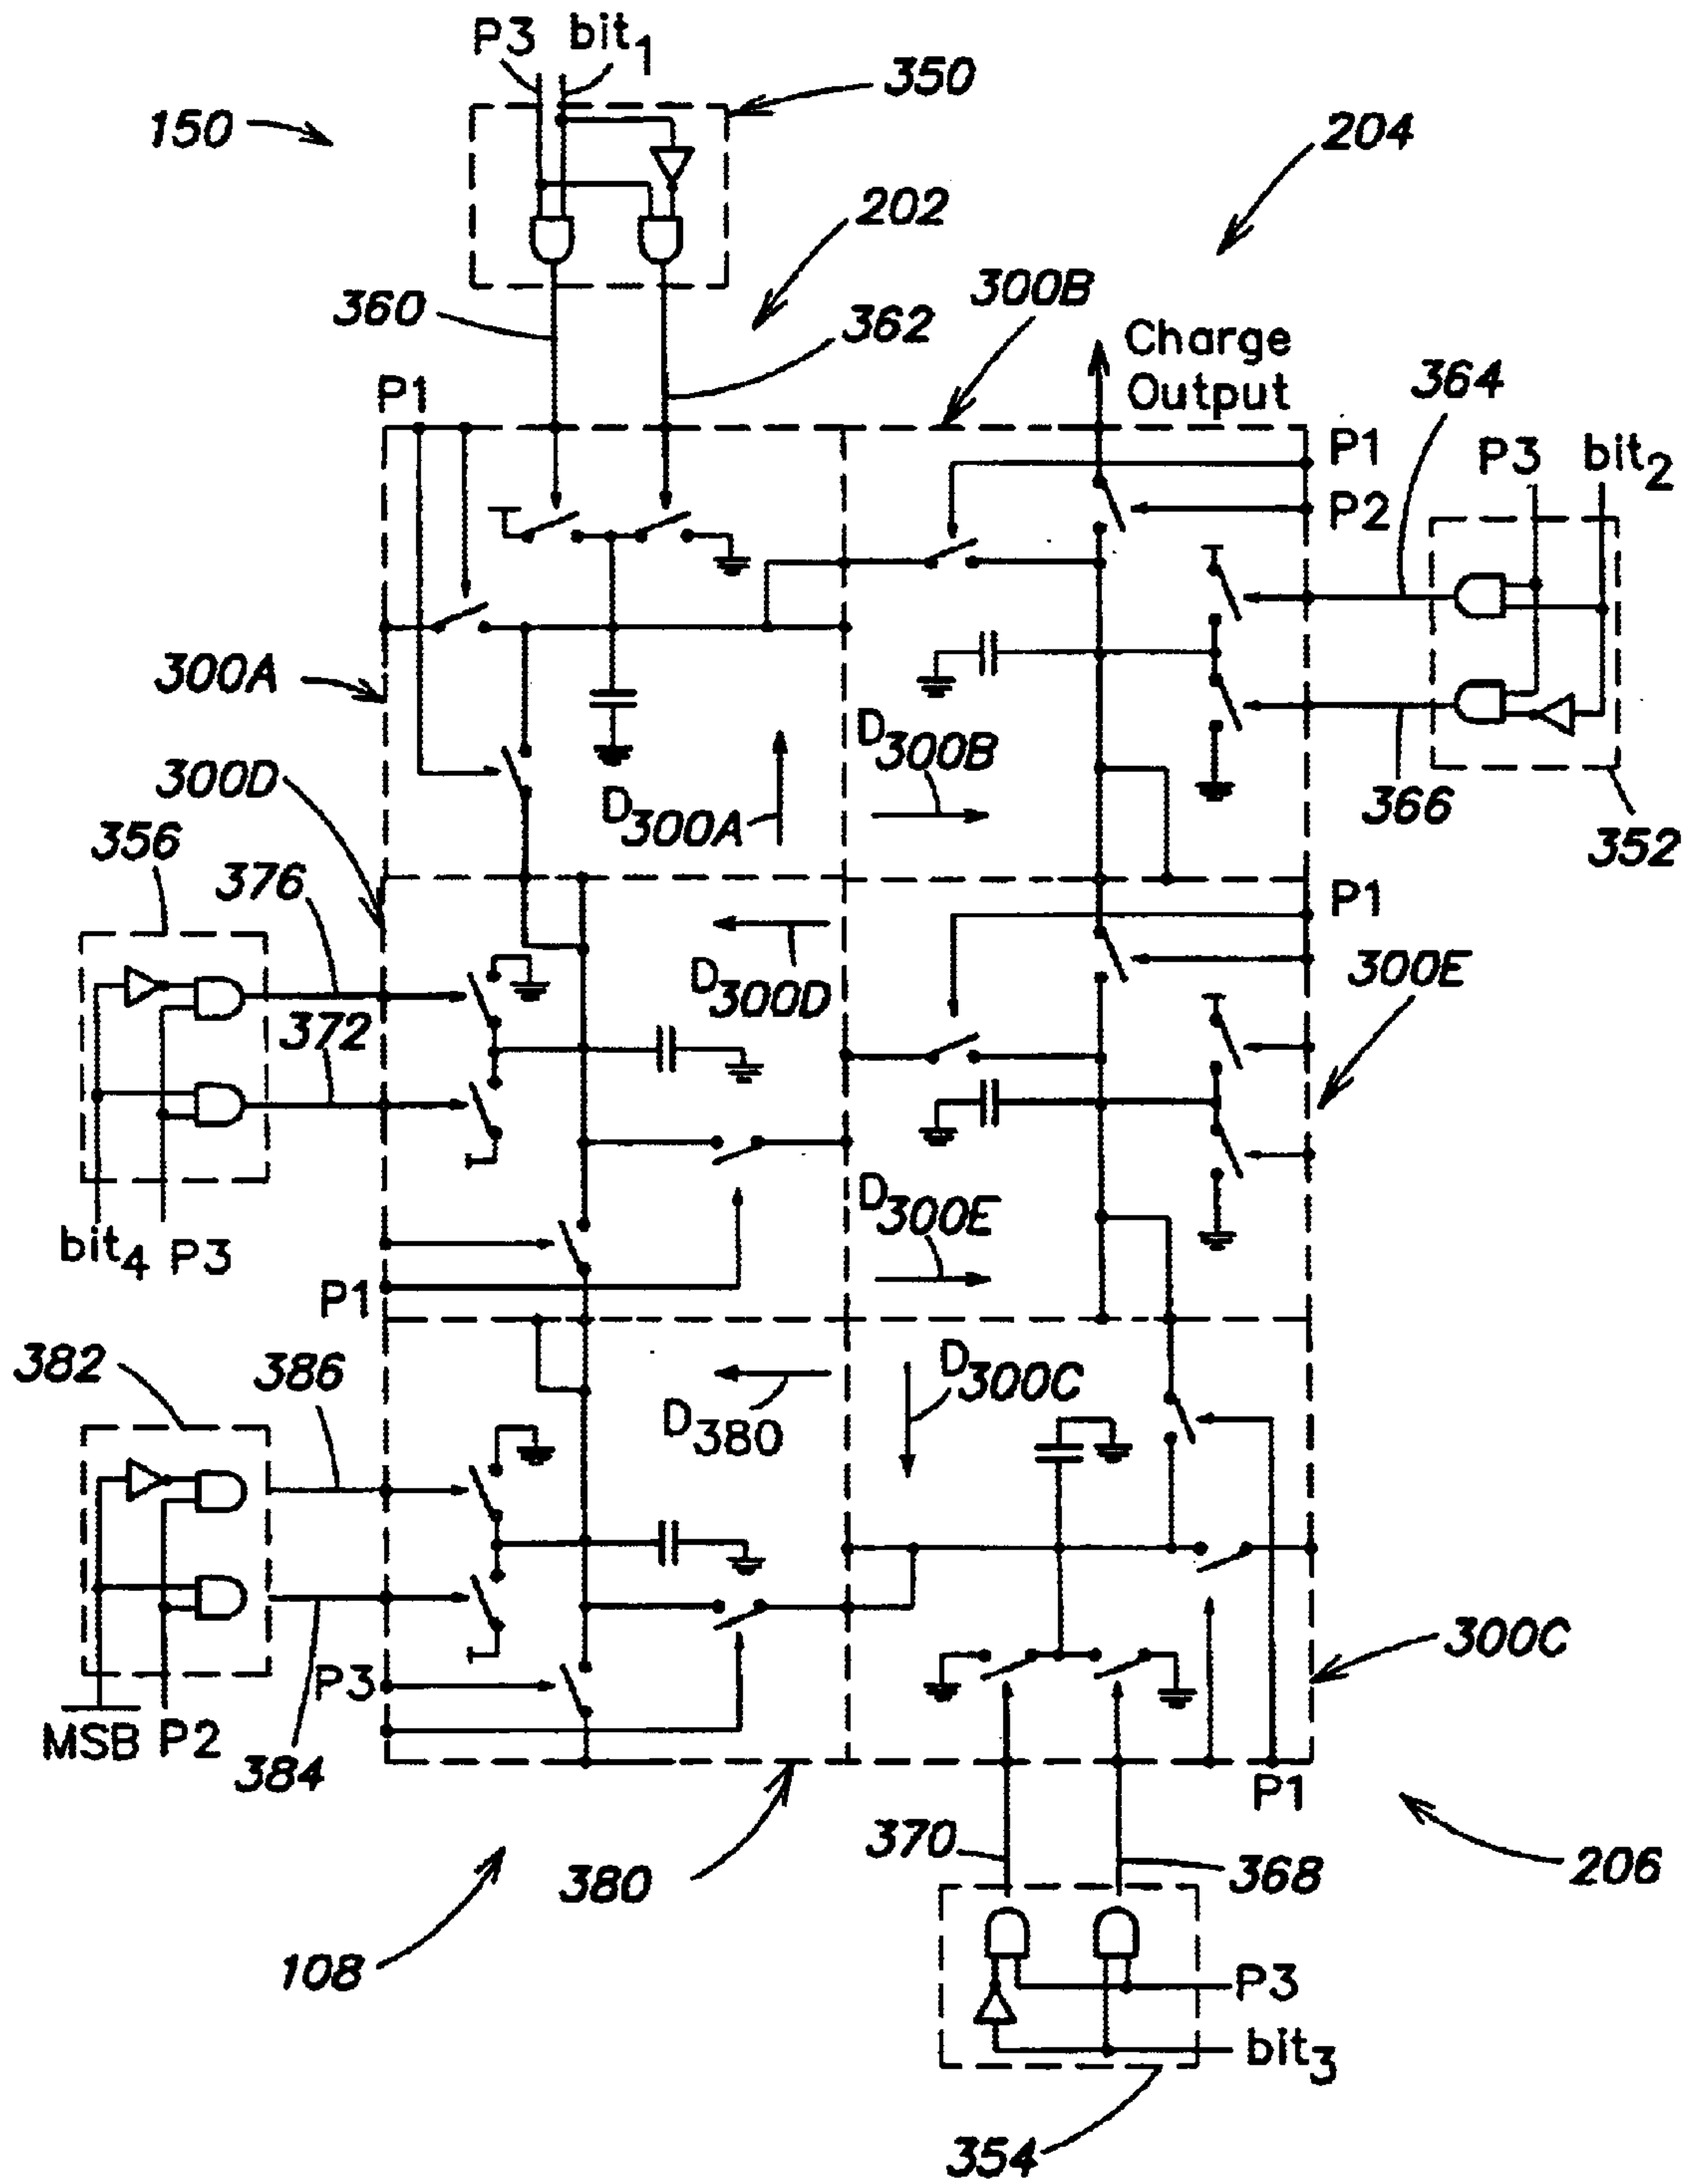 P3 bit1
350
150
204
202
300B
360
362
Charge
Output
364
P1
P1
P3 bit2
P2
300A
D300B
300D
D300A
366
352
356
376
P1
D300D
300E
372
D300E
bit4 P3
P1
382
386
D300C
D380
300C
P3
MSB P2
384
P1
370
380
368
206
108
P3
bit3
354